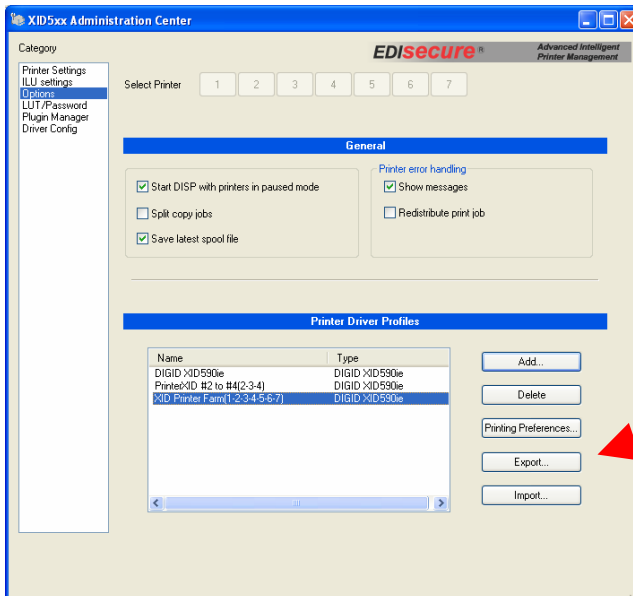 XID5xx Administration Center
Category
EDIsecure ®
Advanced Intelligent
Printer Management
Printer Settings
ILU settings
Options
LUT/Password
Plugin Manager
Driver Config
Select Printer 1 2 3 4 5 6 7
General
Printer error handling
Start DISP with printers in paused mode
Show messages
Split copy jobs
Redistribute print job
Save latest spool file
Printer Driver Profiles
Name Type
DIGID XID590ie DIGID XID590ie
PrinterXID #2 to #4(2-3-4) DIGID XID590ie
XID Printer Farm(1-2-3-4-5-6-7) DIGID XID590ie
Add...
Delete
Printing Preferences...
Export...
Import...